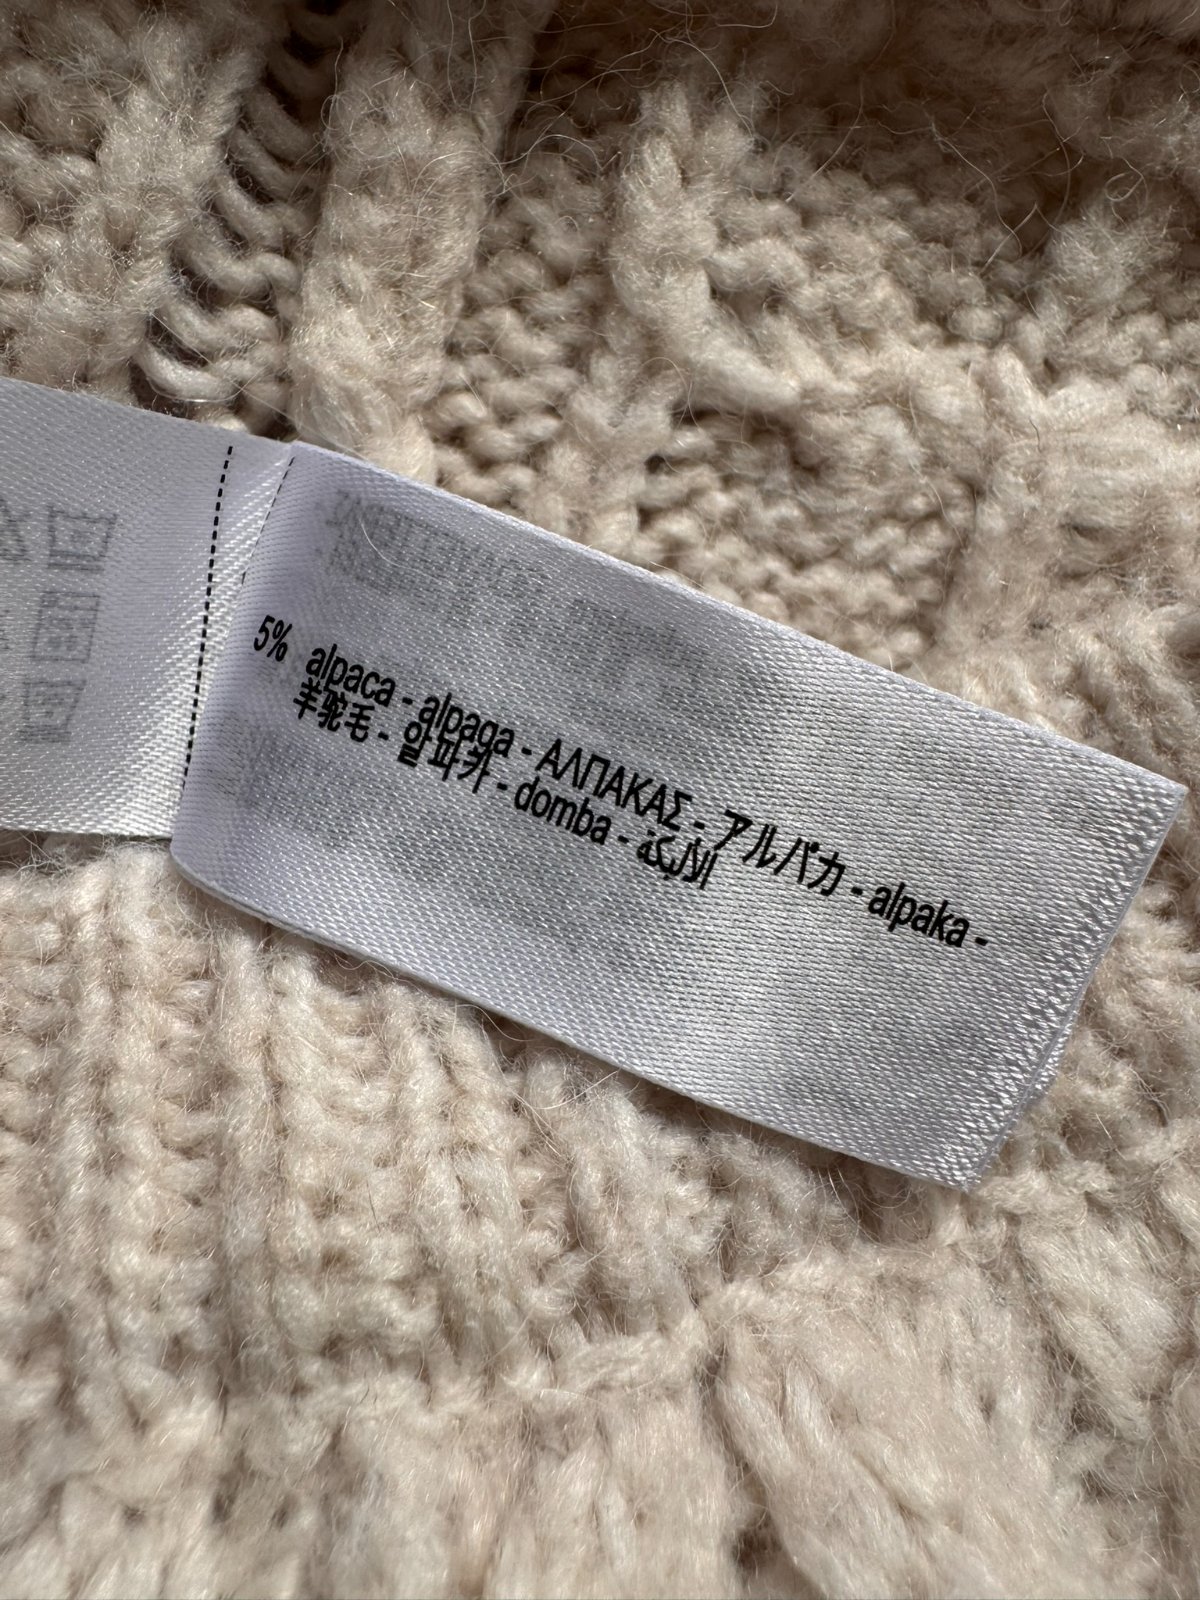 5% alpaca - alpaga - ΑΛΠΑΚΑΣ - アルパカ - alpaka -
羊驼毛 - 알파카 - domba - الألبكة